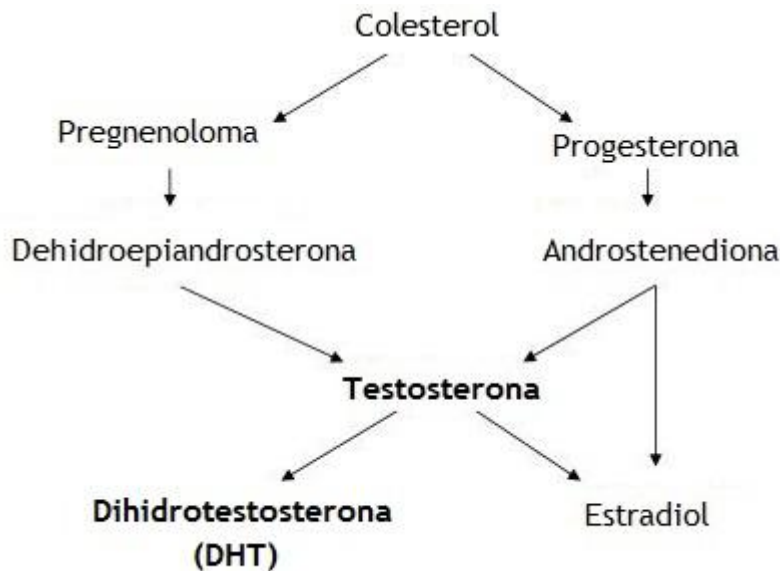 Colesterol
Pregnenoloma
Progesterona
Dehidroepiandrosterona
Androstenediona
Testosterona
Dihidrotestosterona
(DHT)
Estradiol